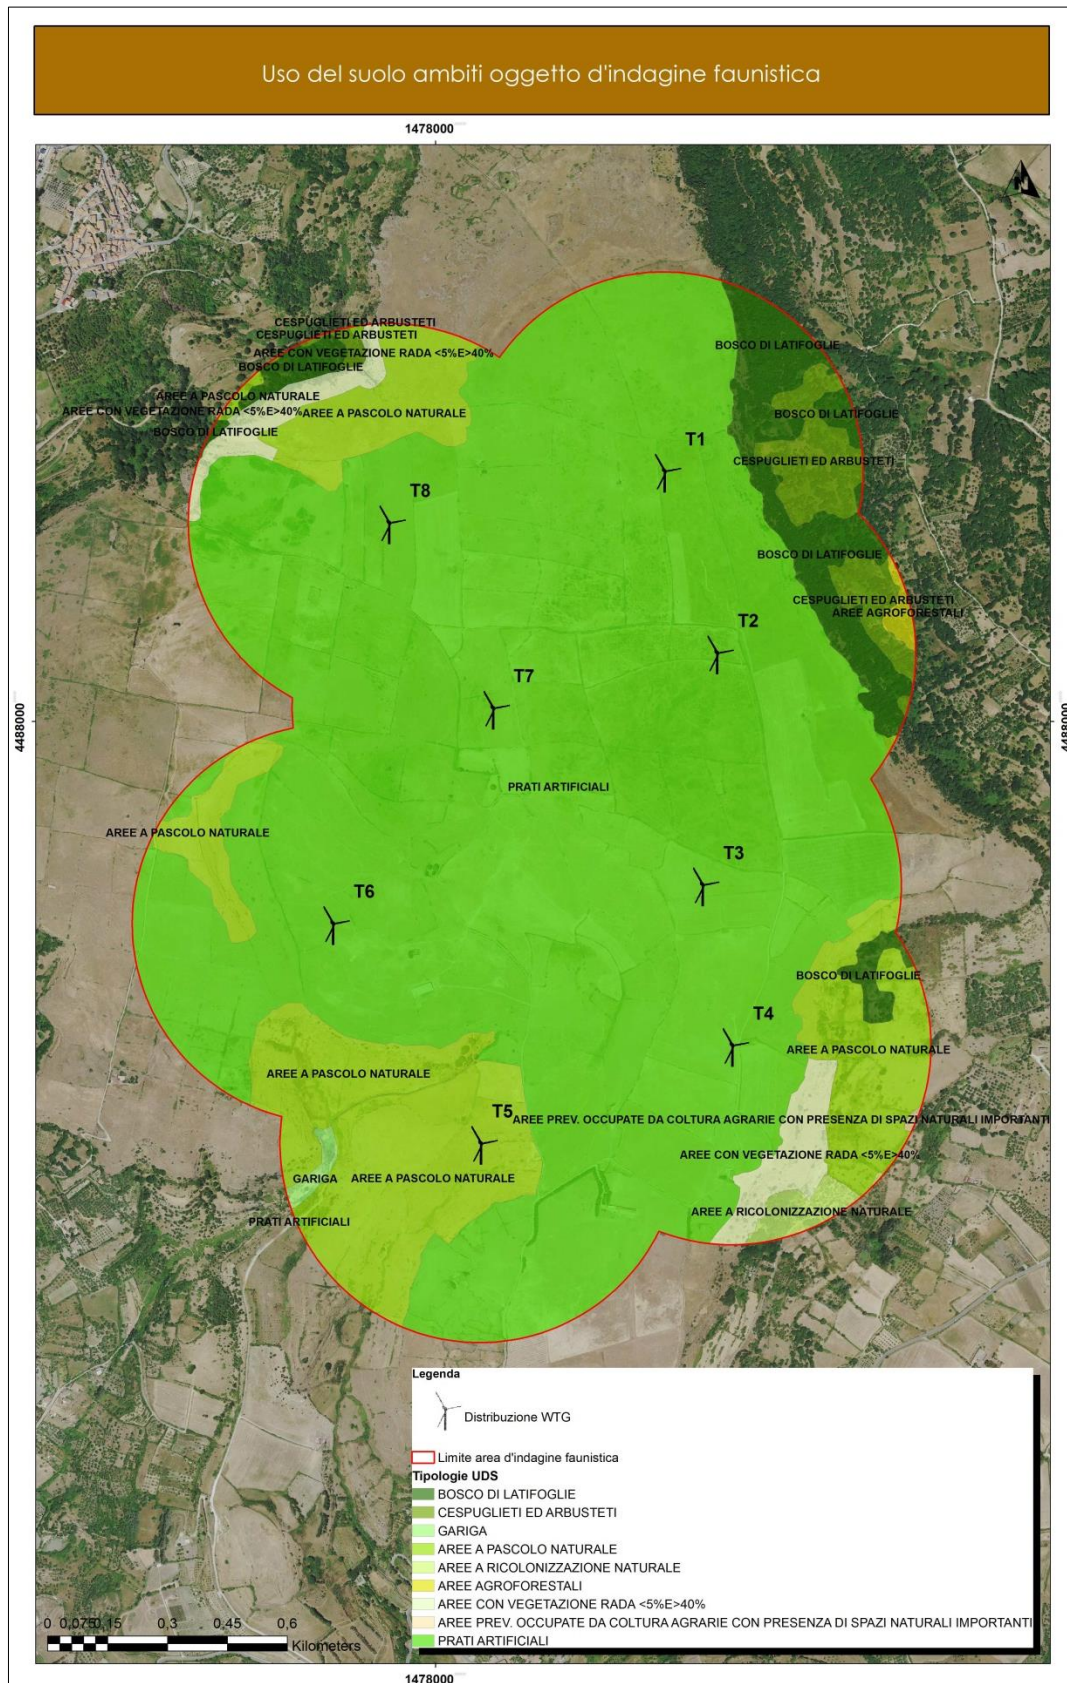 Uso del suolo ambiti oggetto d'indagine faunistica
1478000
CESPUGLIETI ED ARBUSTETI
CESPUGLIETI ED ARBUSTETI
BOSCO DI LATIFOGLIE
AREE CON VEGETAZIONE RADA <5%E>40%
BOSCO DI LATIFOGLIE
AREE A PASCOLO NATURALE
AREE CON VEGETAZIONE RADA <5%E>40%
AREE A PASCOLO NATURALE
BOSCO DI LATIFOGLIE
BOSCO DI LATIFOGLIE
T1
CESPUGLIETI ED ARBUSTETI
T8
BOSCO DI LATIFOGLIE
CESPUGLIETI ED ARBUSTETI
AREE AGROFORESTALI
T2
T7
4488000
4488000
PRATI ARTIFICIALI
AREE A PASCOLO NATURALE
T3
T6
BOSCO DI LATIFOGLIE
T4
AREE A PASCOLO NATURALE
AREE A PASCOLO NATURALE
T5
AREE PREV. OCCUPATE DA COLTURA AGRARIE CON PRESENZA DI SPAZI NATURALI IMPORTANTI
AREE CON VEGETAZIONE RADA <5%E>40%
GARIGA
AREE A PASCOLO NATURALE
AREE A RICOLONIZZAZIONE NATURALE
PRATI ARTIFICIALI
Legenda
Distribuzione WTG
Limite area d'indagine faunistica
Tipologie UDS
BOSCO DI LATIFOGLIE
CESPUGLIETI ED ARBUSTETI
GARIGA
AREE A PASCOLO NATURALE
AREE A RICOLONIZZAZIONE NATURALE
AREE AGROFORESTALI
AREE CON VEGETAZIONE RADA <5%E>40%
AREE PREV. OCCUPATE DA COLTURA AGRARIE CON PRESENZA DI SPAZI NATURALI IMPORTANTI
PRATI ARTIFICIALI
0 0,075 0,15 0,3 0,45 0,6
Kilometers
1478000